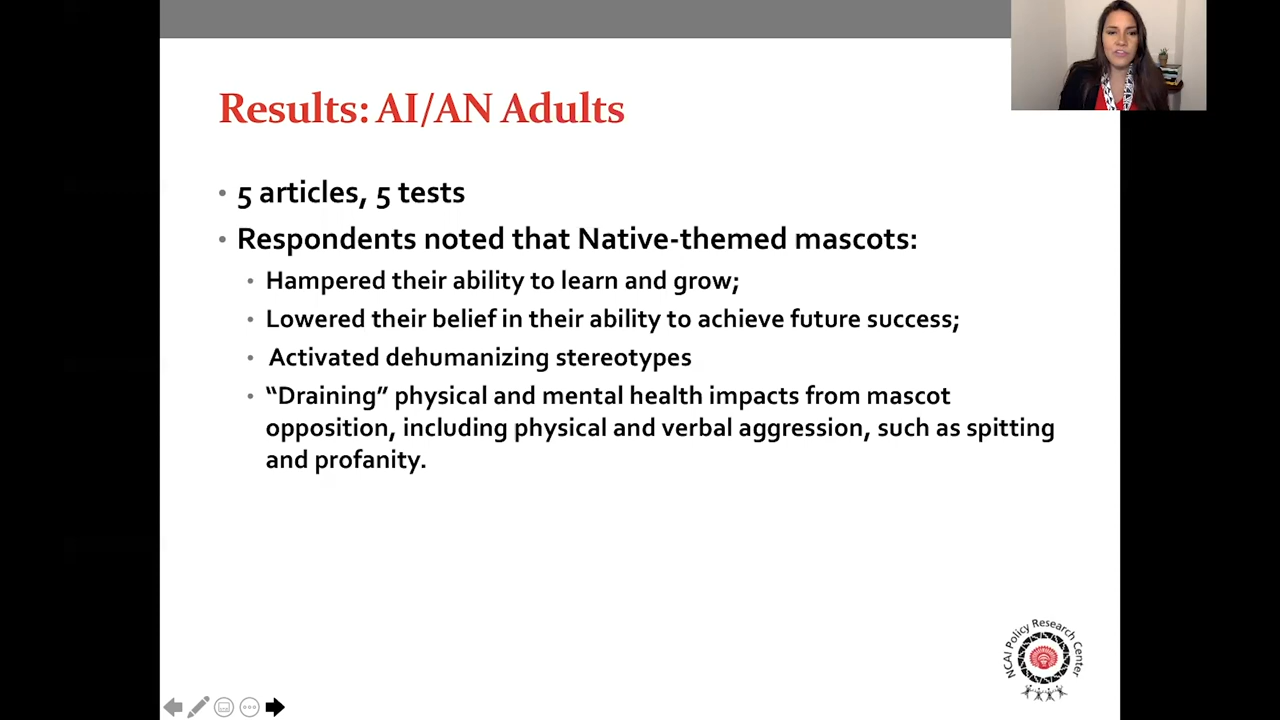 Results: AI/AN Adults
• 5 articles, 5 tests
• Respondents noted that Native-themed mascots:
• Hampered their ability to learn and grow;
• Lowered their belief in their ability to achieve future success;
• Activated dehumanizing stereotypes
• “Draining” physical and mental health impacts from mascot
opposition, including physical and verbal aggression, such as spitting
and profanity.
NCAI Policy Research Center